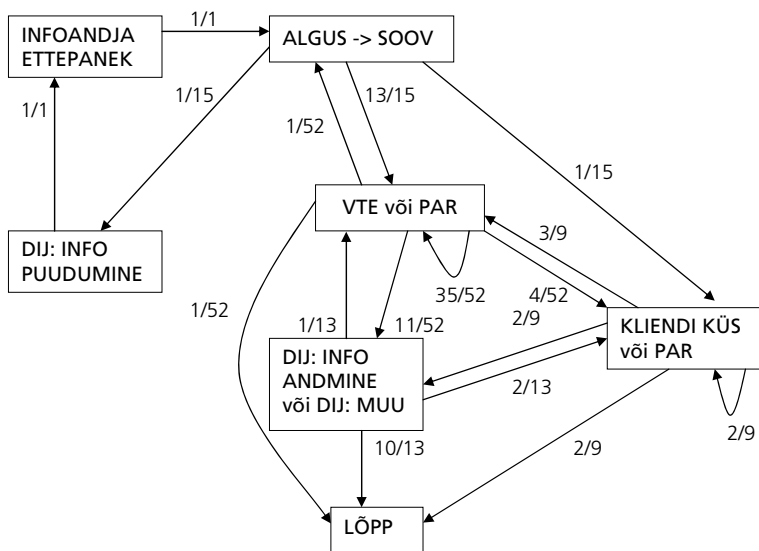 1/1
INFOANDJA
ETTEPANEK
ALGUS -> SOOV
1/1
1/15
13/15
1/52
1/15
VTE või PAR
DIJ: INFO
PUUDUMINE
3/9
35/52
4/52
1/52
1/13
11/52
2/9
KLIENDI KÜS
või PAR
DIJ: INFO
ANDMINE
või DIJ: MUU
2/13
2/9
10/13
2/9
LÕPP